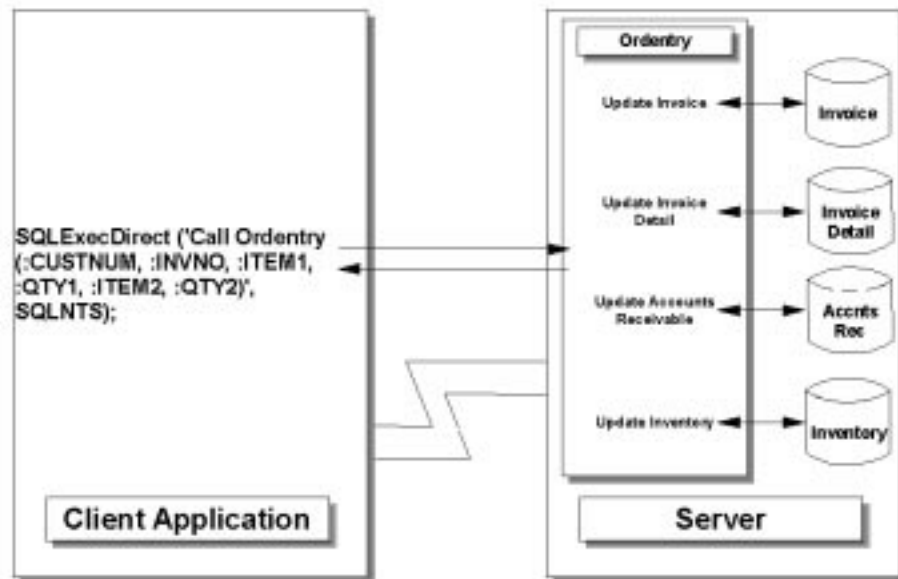 SQLExecDirect ('Call Ordentry
(:CUSTNUM, :INVNO, :ITEM1,
:QTY1, :ITEM2, :QTY2)',
SQLNTS);
Client Application
Ordentry
Update Invoice
Invoice
Update Invoice
Detail
Invoice
Detail
Update Accounts
Receivable
Accnts
Rec
Update Inventory
Inventory
Server